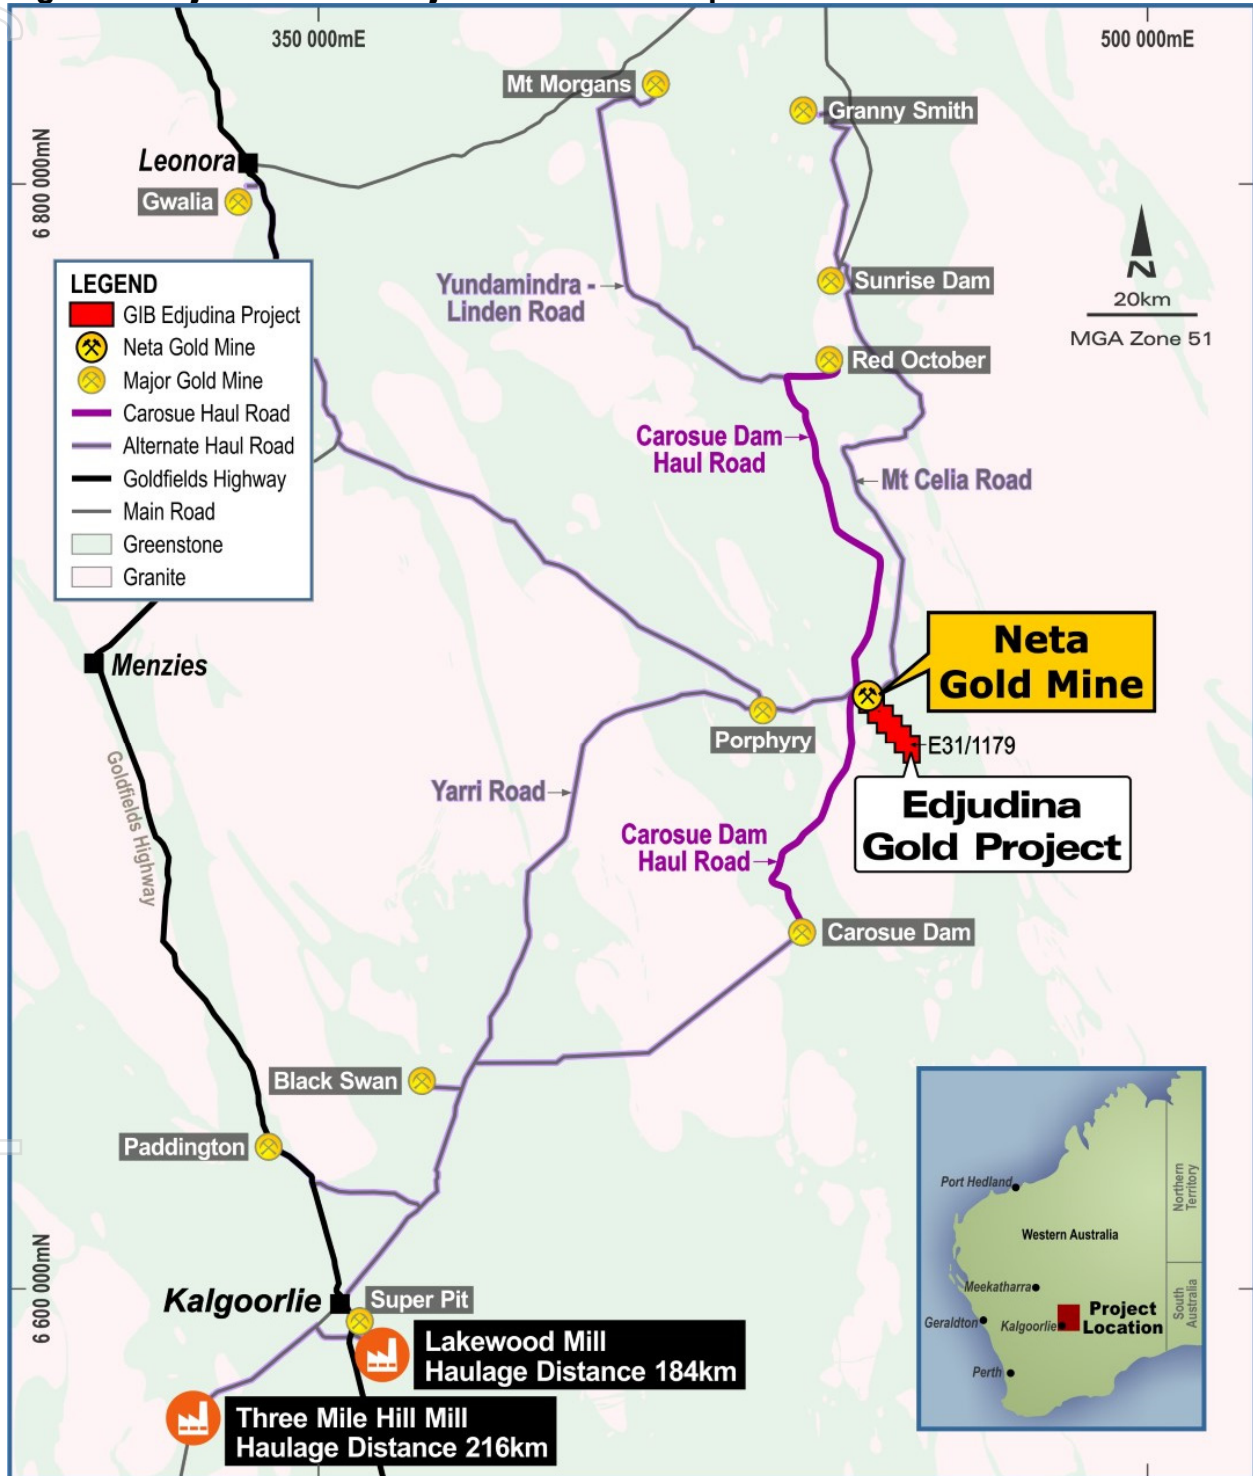 350 000mE
500 000mE
Mt Morgans
Granny Smith
6 800 000mN
Leonora
Gwalia
Yundamindra -
Linden Road
Sunrise Dam
N
20km
MGA Zone 51
LEGEND
GIB Edjudina Project
Neta Gold Mine
Major Gold Mine
Carosue Haul Road
Alternate Haul Road
Goldfields Highway
Main Road
Greenstone
Granite
Red October
Carosue Dam
Haul Road
Mt Celia Road
Neta
Gold Mine
Menzies
Porphyry
E31/1179
Edjudina
Gold Project
Goldfields Highway
Yarri Road
Carosue Dam
Haul Road
Carosue Dam
Black Swan
Paddington
6 600 000mN
Kalgoorlie
Super Pit
Lakewood Mill
Haulage Distance 184km
Three Mile Hill Mill
Haulage Distance 216km
Port Hedland
Northern
Territory
Western Australia
Meekatharra
South
Australia
Geraldton
Kalgoorlie
Project
Location
Perth